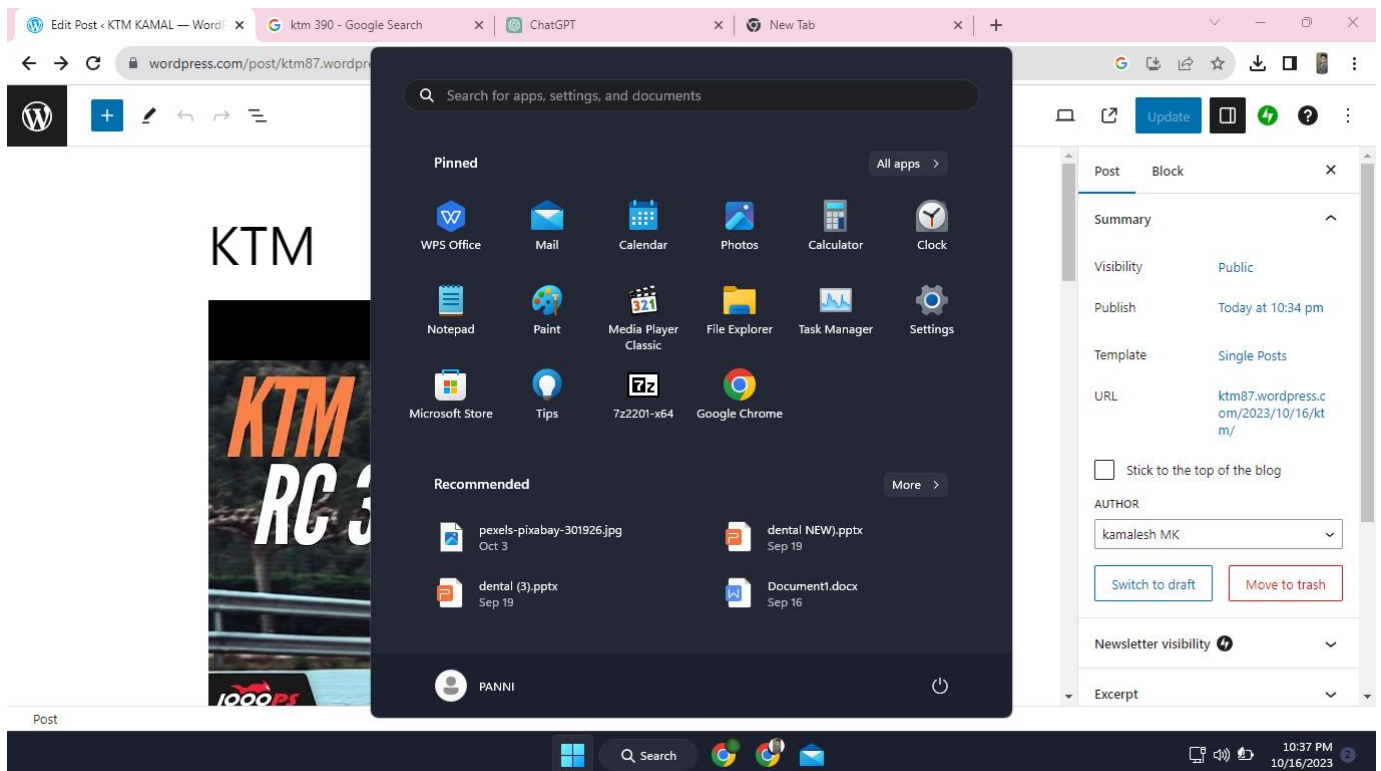 Edit Post ‹ KTM KAMAL — WordP
ktm 390 - Google Search
ChatGPT
New Tab
wordpress.com/post/ktm87.wordpre
Search for apps, settings, and documents
Update
Pinned
All apps
WPS Office
Mail
Calendar
Photos
Calculator
Clock
Notepad
Paint
321
Media Player
Classic
File Explorer
Task Manager
Settings
Microsoft Store
Tips
7z
7z2201-x64
Google Chrome
Recommended
More
pexels-pixabay-301926.jpg
Oct 3
dental NEW).pptx
Sep 19
dental (3).pptx
Sep 19
Document1.docx
Sep 16
PANNI
KTM
KTM
RC 3
1000PS
Post
Block
Summary
Visibility
Public
Publish
Today at 10:34 pm
Template
Single Posts
URL
ktm87.wordpress.c
om/2023/10/16/kt
m/
Stick to the top of the blog
AUTHOR
kamalesh MK
Switch to draft
Move to trash
Newsletter visibility
Excerpt
Post
Search
10:37 PM
10/16/2023
2